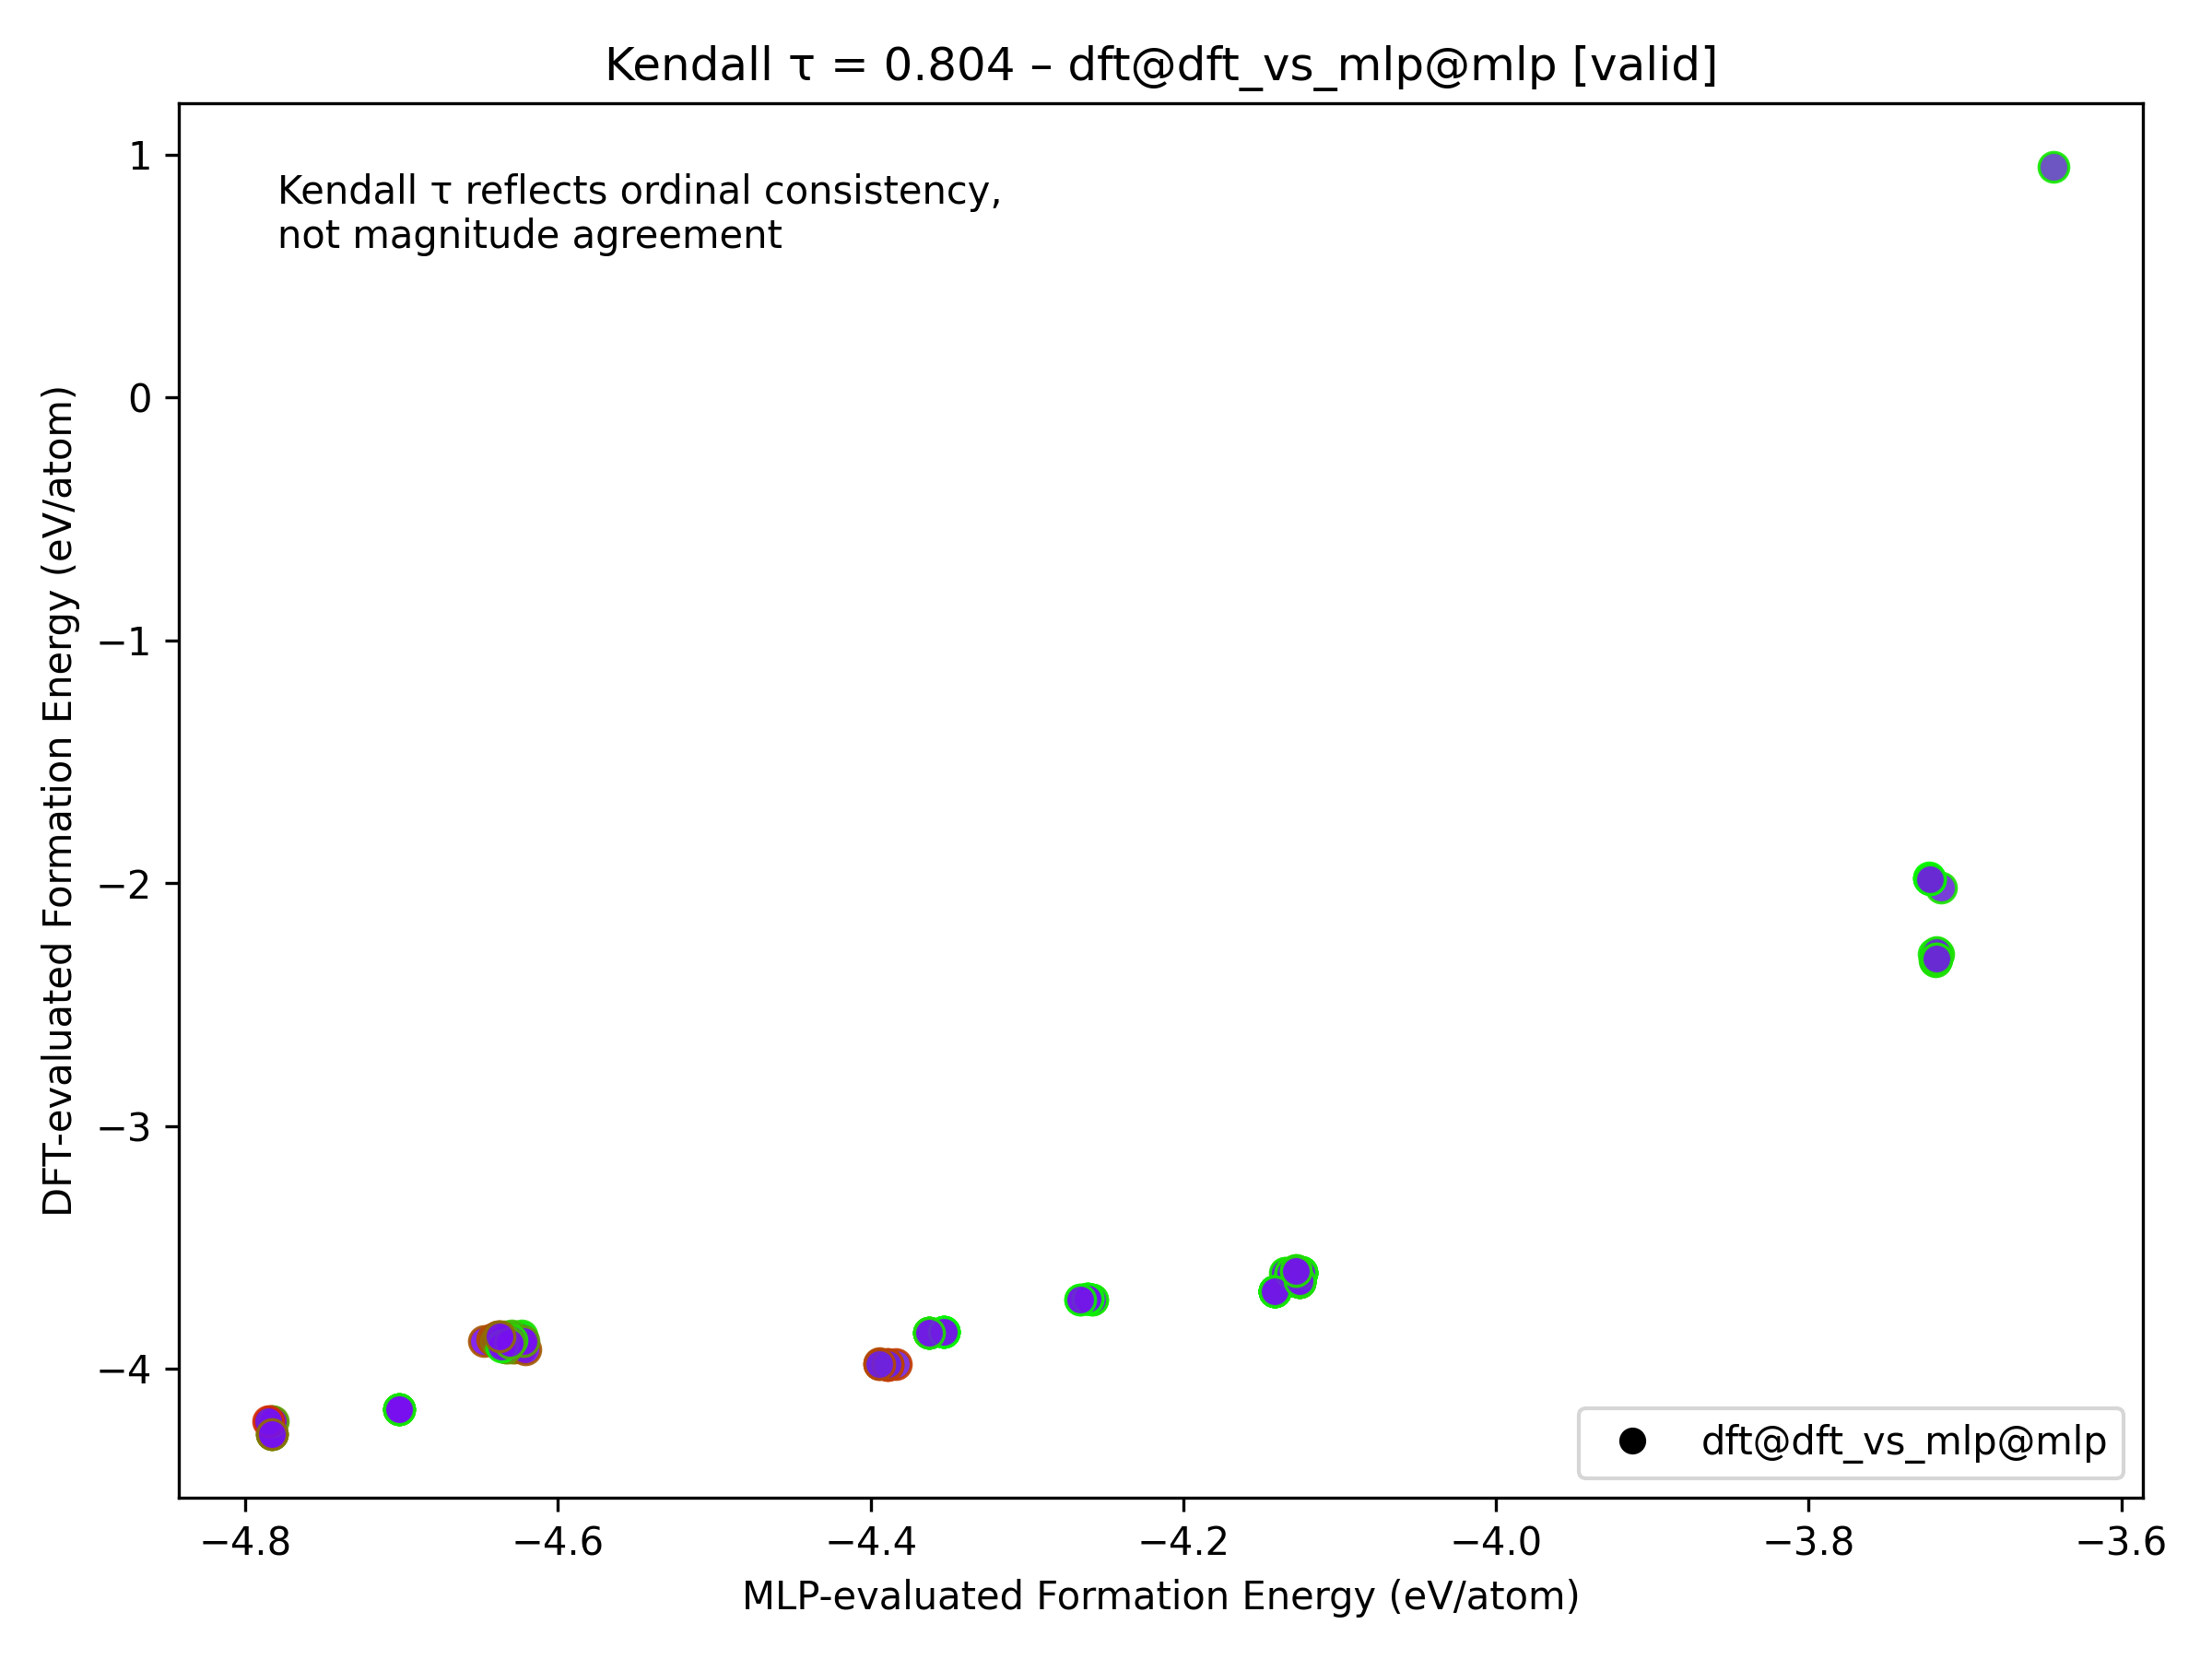 Kendall τ = 0.804 – dft@dft_vs_mlp@mlp [valid]
Kendall τ reflects ordinal consistency,
not magnitude agreement
DFT-evaluated Formation Energy (eV/atom)
1
0
−1
−2
−3
−4
dft@dft_vs_mlp@mlp
−4.8
−4.6
−4.4
−4.2
−4.0
−3.8
−3.6
MLP-evaluated Formation Energy (eV/atom)